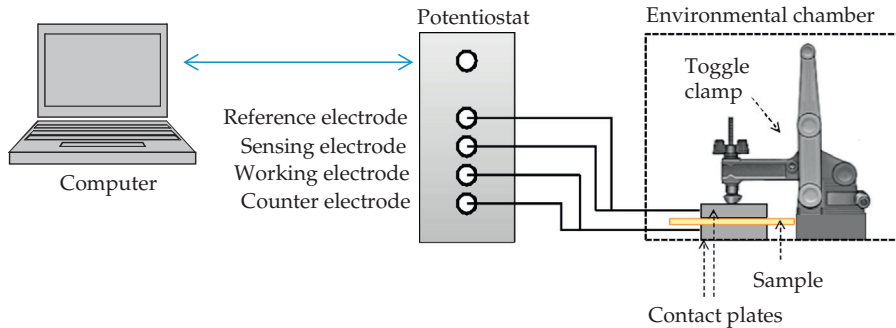 Potentiostat
Environmental chamber
Toggle
clamp
Reference electrode
Sensing electrode
Working electrode
Counter electrode
Computer
Sample
Contact plates